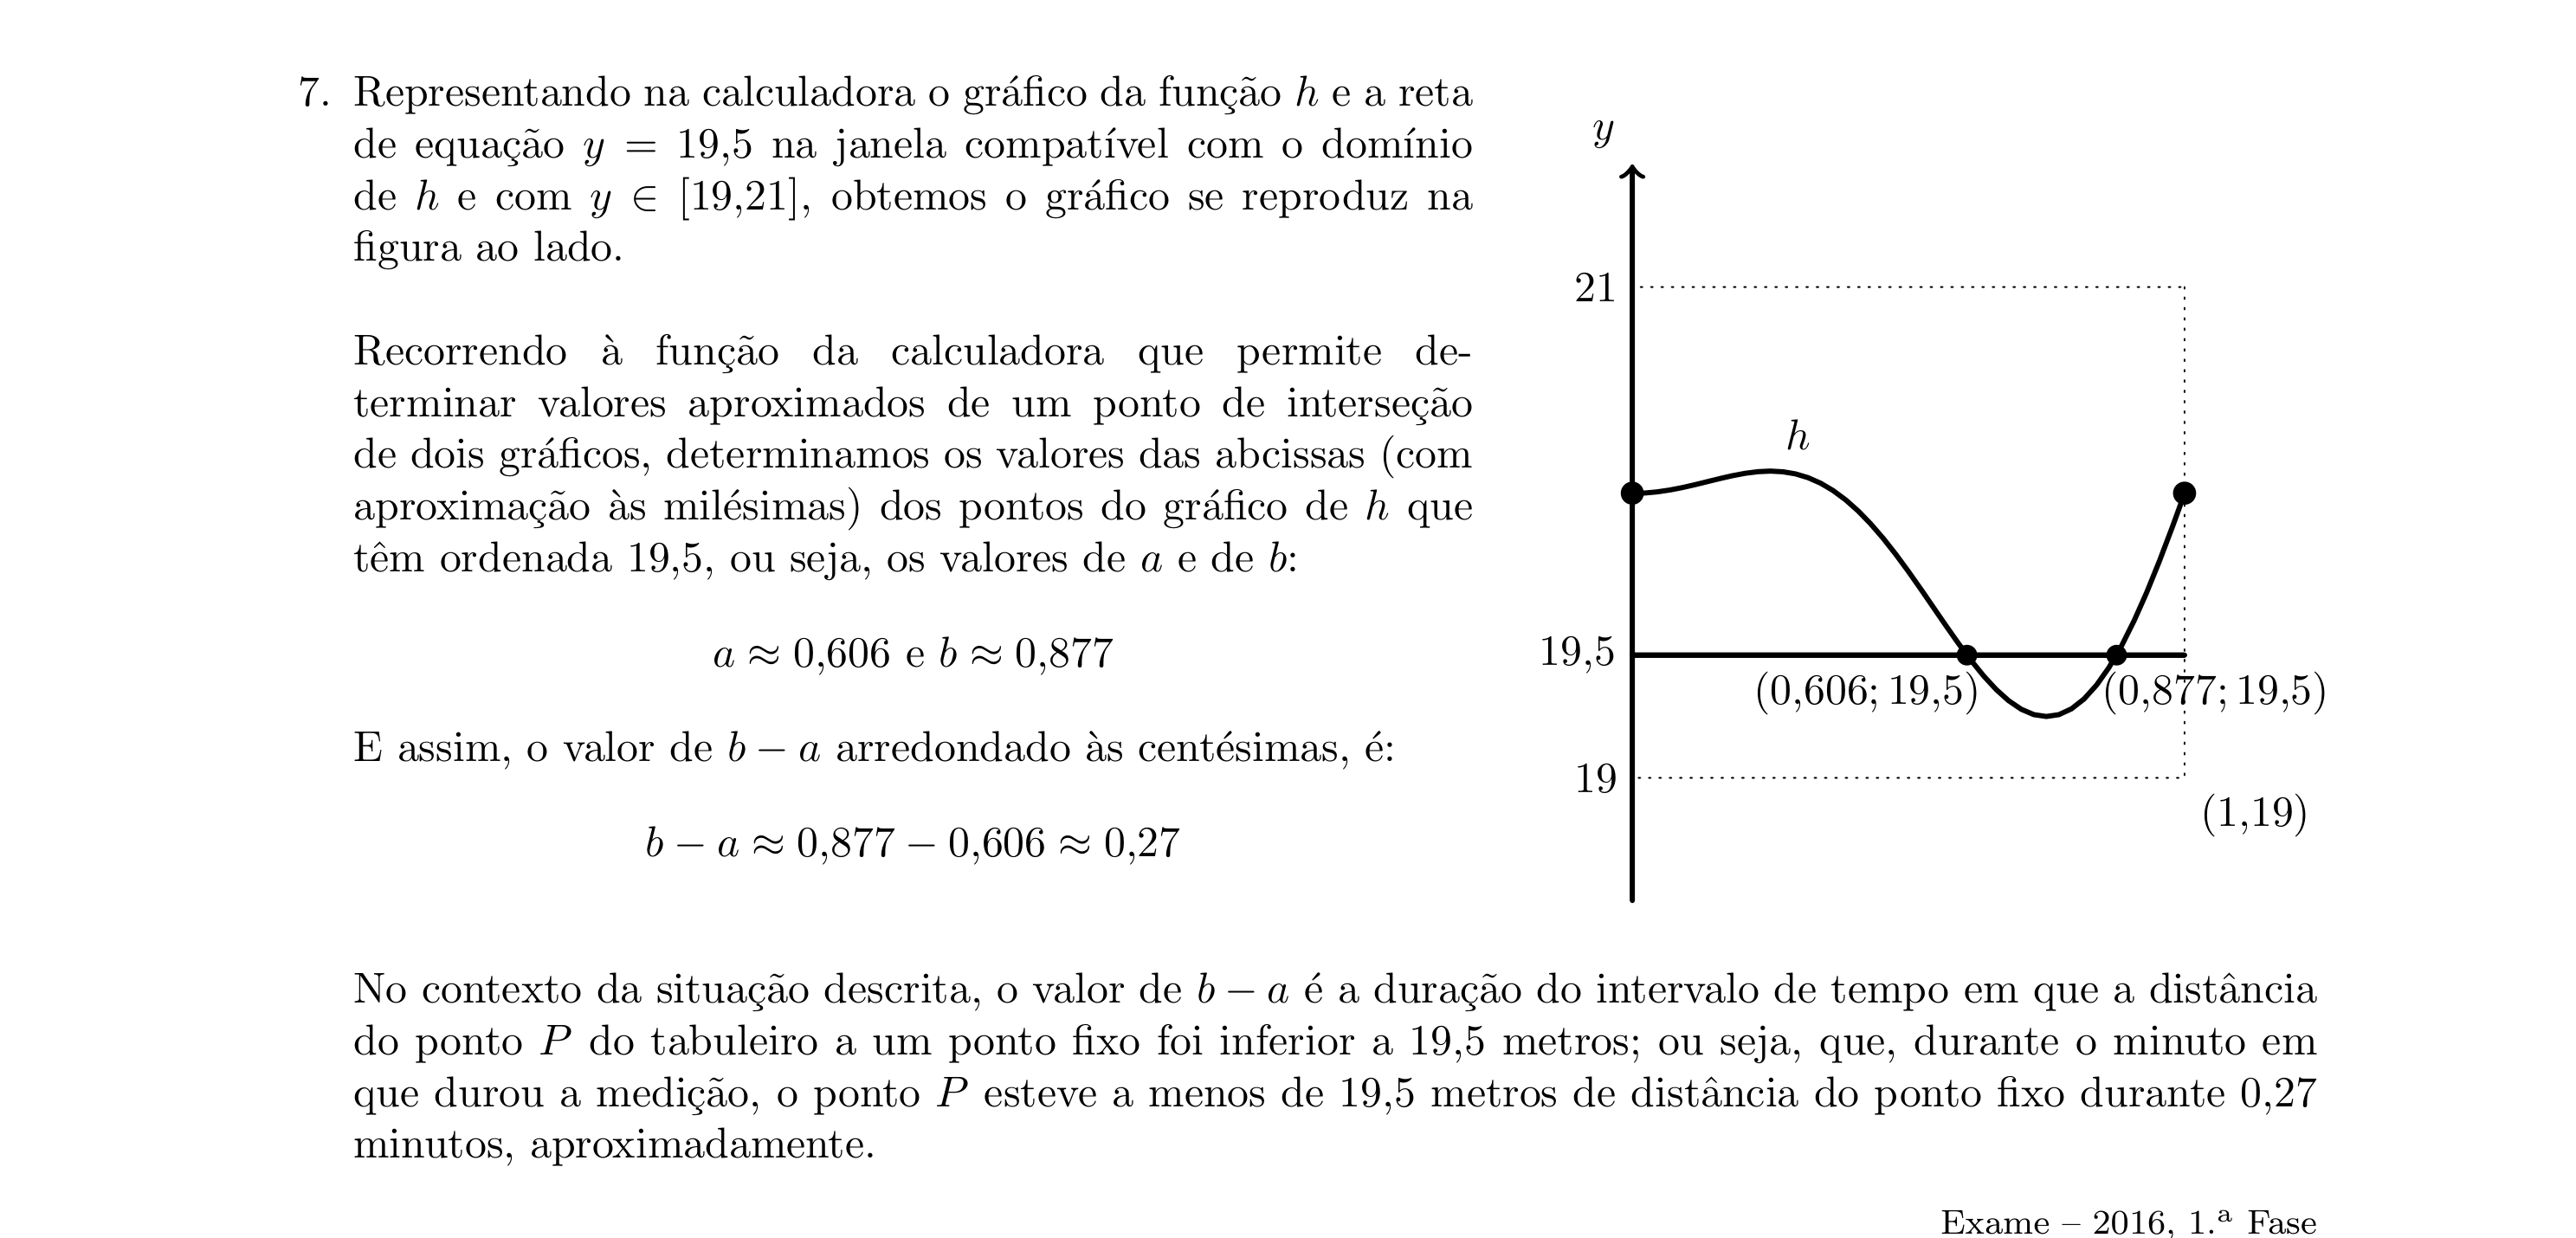 7. Representando na calculadora o gráfico da função h e a reta
de equação y = 19,5 na janela compatível com o domínio
de h e com y ∈ [19,21], obtemos o gráfico se reproduz na
figura ao lado.
Recorrendo à função da calculadora que permite de-
terminar valores aproximados de um ponto de interseção
de dois gráficos, determinamos os valores das abcissas (com
aproximação às milésimas) dos pontos do gráfico de h que
têm ordenada 19,5, ou seja, os valores de a e de b:
a ≈ 0,606 e b ≈ 0,877
E assim, o valor de b − a arredondado às centésimas, é:
b − a ≈ 0,877 − 0,606 ≈ 0,27
y
21
h
19,5
(0,606; 19,5)
(0,877; 19,5)
19
(1,19)
No contexto da situação descrita, o valor de b − a é a duração do intervalo de tempo em que a distância
do ponto P do tabuleiro a um ponto fixo foi inferior a 19,5 metros; ou seja, que, durante o minuto em
que durou a medição, o ponto P esteve a menos de 19,5 metros de distância do ponto fixo durante 0,27
minutos, aproximadamente.
Exame – 2016, 1.ª Fase